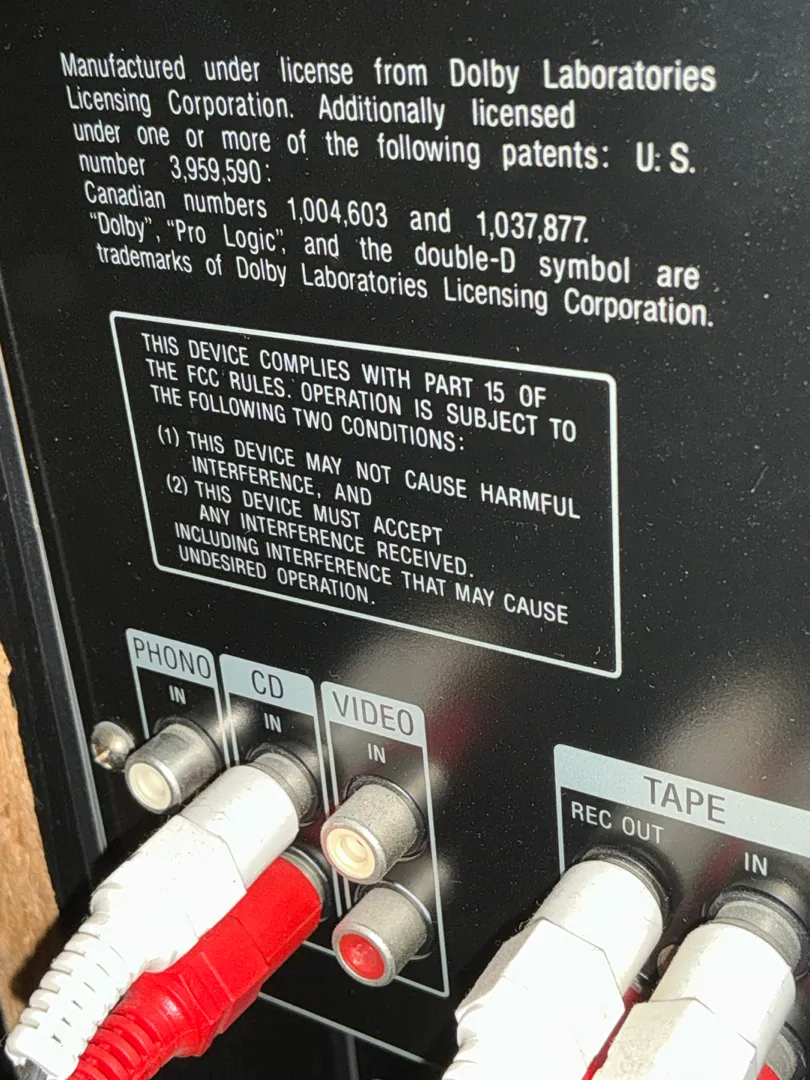 Manufactured under license from Dolby Laboratories
Licensing Corporation. Additionally licensed
under one or more of the following patents: U.S.
number 3,959,590:
Canadian numbers 1,004,603 and 1,037,877.
“Dolby”, “Pro Logic”, and the double-D symbol are
trademarks of Dolby Laboratories Licensing Corporation.
THIS DEVICE COMPLIES WITH PART 15 OF
THE FCC RULES. OPERATION IS SUBJECT TO
THE FOLLOWING TWO CONDITIONS:
(1) THIS DEVICE MAY NOT CAUSE HARMFUL
INTERFERENCE, AND
(2) THIS DEVICE MUST ACCEPT
ANY INTERFERENCE RECEIVED.
INCLUDING INTERFERENCE THAT MAY CAUSE
UNDESIRED OPERATION.
PHONO
IN
CD
IN
VIDEO
IN
TAPE
REC OUT
IN